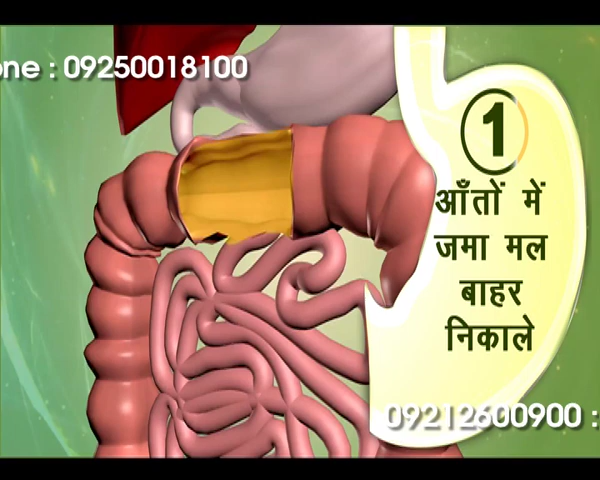 one : 09250018100
1
आँतों में
जमा मल
बाहर
निकाले
09212600900 :